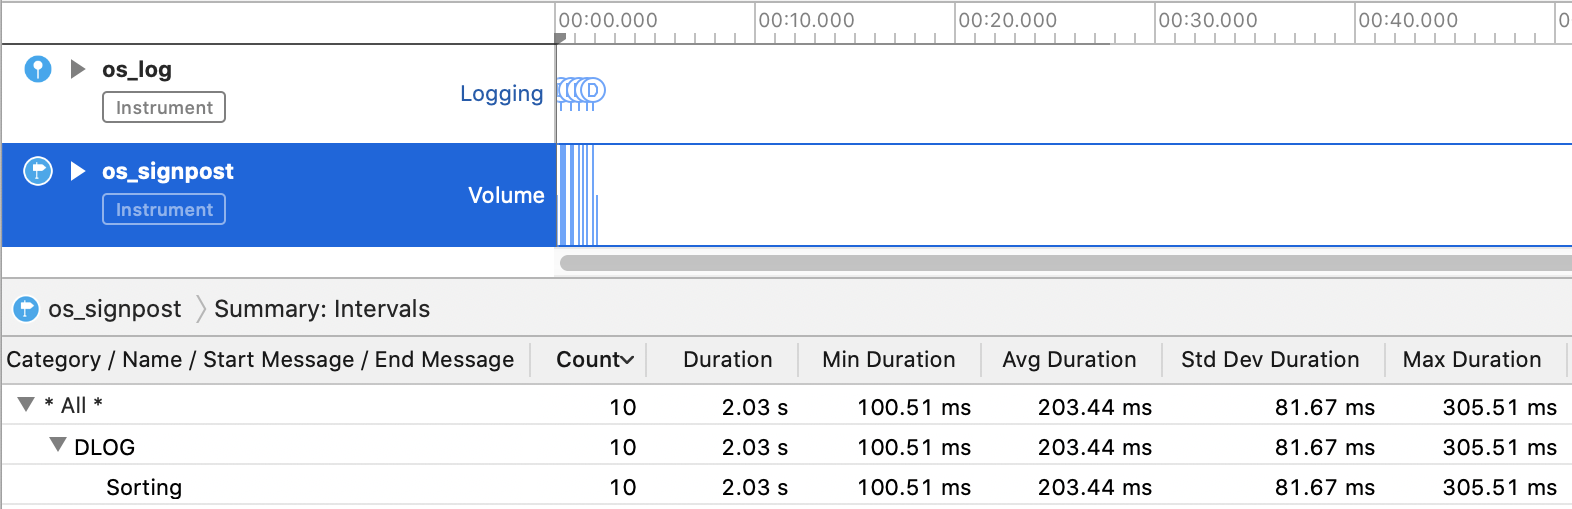 00:00.000 00:10.000 00:20.000 00:30.000 00:40.000 0
os_log
Logging
D
Instrument
os_signpost
Volume
Instrument
os_signpost Summary: Intervals
Category / Name / Start Message / End Message Count Duration Min Duration Avg Duration Std Dev Duration Max Duration
* All * 10 2.03 s 100.51 ms 203.44 ms 81.67 ms 305.51 ms
DLOG 10 2.03 s 100.51 ms 203.44 ms 81.67 ms 305.51 ms
Sorting 10 2.03 s 100.51 ms 203.44 ms 81.67 ms 305.51 ms